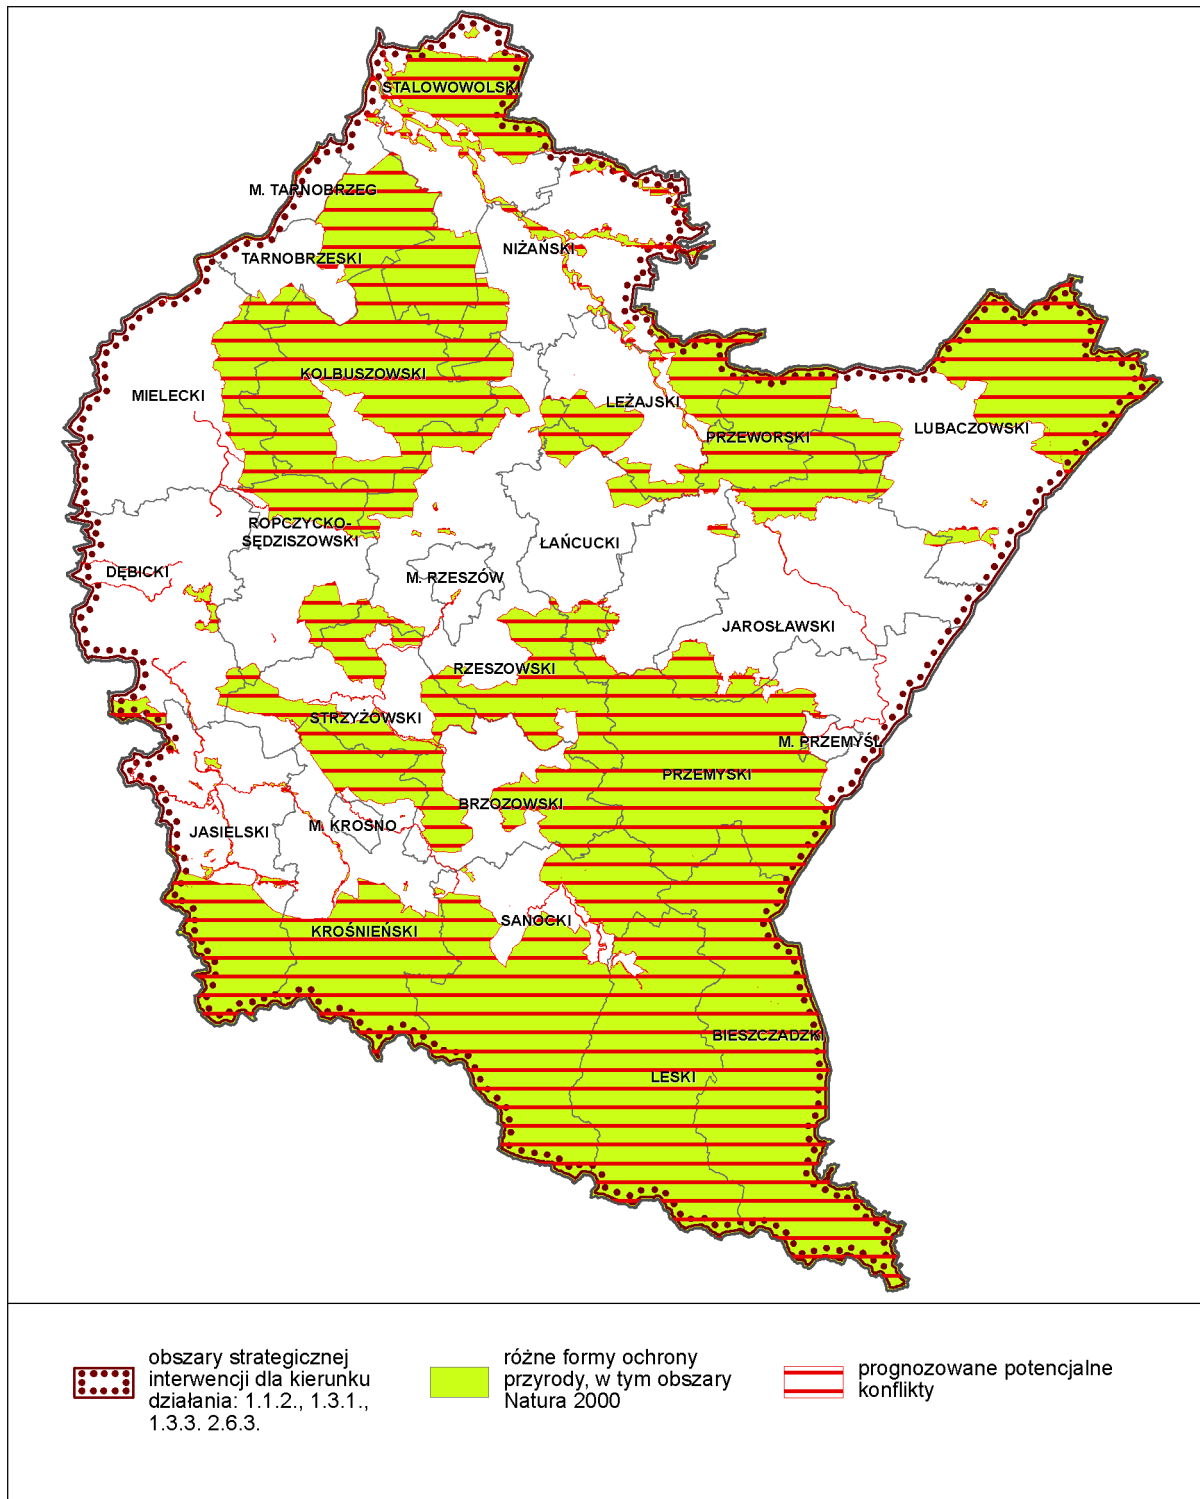 STALOWOWOLSKI
M. TARNOBRZEG
TARNOBRZESKI
NIŻAŃSKI
KOLBUSZOWSKI
MIELECKI
LEŻAJSKI
PRZEWORSKI
LUBACZOWSKI
ROPCZYCKO-
SĘDZISZOWSKI
ŁAŃCUCKI
DĘBICKI
M. RZESZÓW
JAROSŁAWSKI
RZESZOWSKI
STRZYŻOWSKI
M. PRZEMYŚL
PRZEMYSKI
BRZOZOWSKI
JASIELSKI
M. KROSNO
SANOCKI
KROŚNIEŃSKI
BIESZCZADZKI
LESKI
obszary strategicznej
interwencji dla kierunku
działania: 1.1.2., 1.3.1.,
1.3.3. 2.6.3.
różne formy ochrony
przyrody, w tym obszary
Natura 2000
prognozowane potencjalne
konflikty